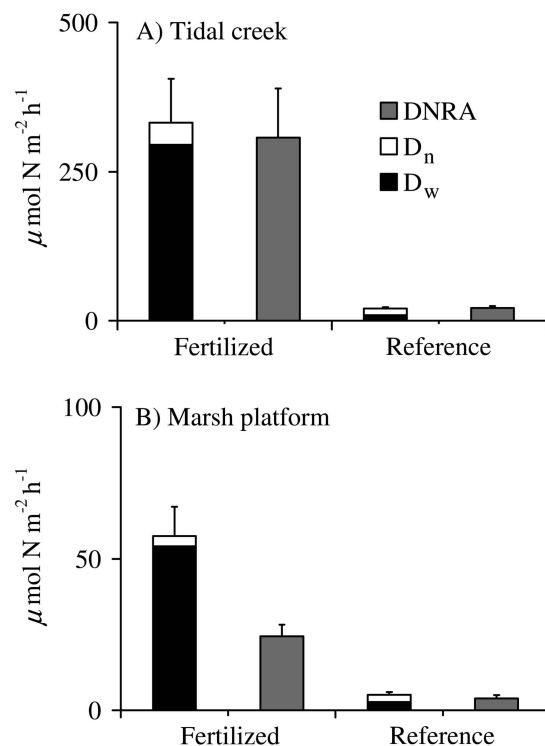 500
A) Tidal creek
DNRA
Dn
Dw
250
μmol N m-2 h-1
0
Fertilized Reference
100
B) Marsh platform
50
μmol N m-2 h-1
0
Fertilized Reference